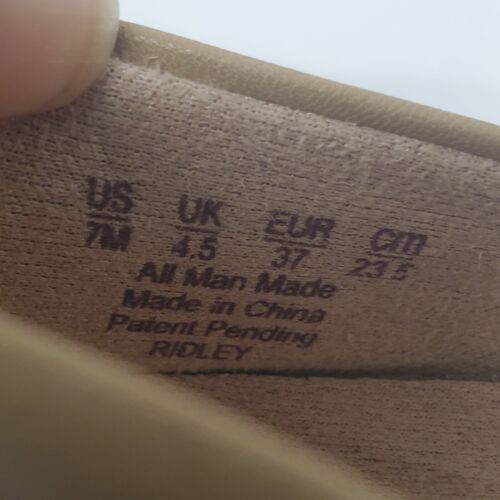 US UK EUR cm
7M 4.5 37 23.5
All Man Made
Made in China
Patent Pending
RIDLEY